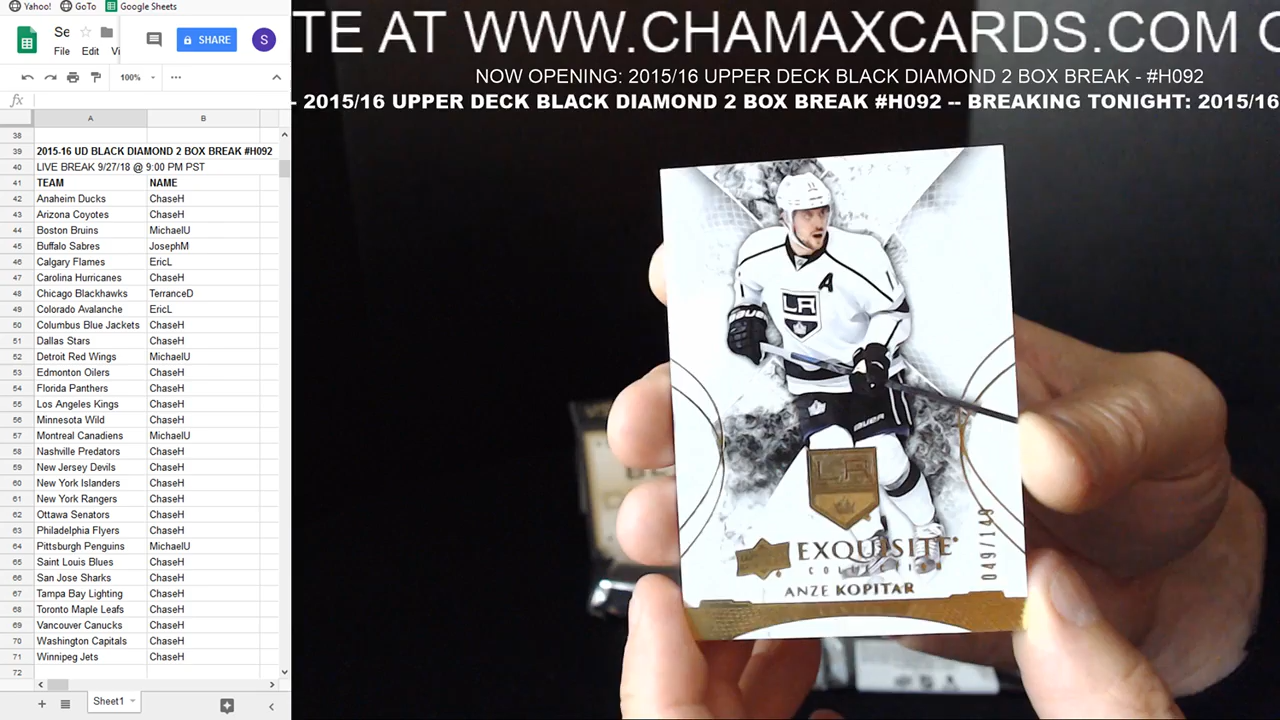 Yahoo! GoTo Google Sheets
Se
File Edit Vi
SHARE S
100%
fx
A B
38
39 2015-16 UD BLACK DIAMOND 2 BOX BREAK #H092
40 LIVE BREAK 9/27/18 @ 9:00 PM PST
41 TEAM NAME
42 Anaheim Ducks ChaseH
43 Arizona Coyotes ChaseH
44 Boston Bruins MichaelU
45 Buffalo Sabres JosephM
46 Calgary Flames EricL
47 Carolina Hurricanes ChaseH
48 Chicago Blackhawks TerranceD
49 Colorado Avalanche EricL
50 Columbus Blue Jackets ChaseH
51 Dallas Stars ChaseH
52 Detroit Red Wings MichaelU
53 Edmonton Oilers ChaseH
54 Florida Panthers ChaseH
55 Los Angeles Kings ChaseH
56 Minnesota Wild ChaseH
57 Montreal Canadiens MichaelU
58 Nashville Predators ChaseH
59 New Jersey Devils ChaseH
60 New York Islanders ChaseH
61 New York Rangers ChaseH
62 Ottawa Senators ChaseH
63 Philadelphia Flyers ChaseH
64 Pittsburgh Penguins MichaelU
65 Saint Louis Blues ChaseH
66 San Jose Sharks ChaseH
67 Tampa Bay Lighting ChaseH
68 Toronto Maple Leafs ChaseH
69 Vancouver Canucks ChaseH
70 Washington Capitals ChaseH
71 Winnipeg Jets ChaseH
72
Sheet1
TE AT WWW.CHAMAXCARDS.COM
NOW OPENING: 2015/16 UPPER DECK BLACK DIAMOND 2 BOX BREAK - #H092
- 2015/16 UPPER DECK BLACK DIAMOND 2 BOX BREAK #H092 -- BREAKING TONIGHT: 2015/16
11
A
LA
BAUER
LA
EXQUISITE
COLLECTION
ANZE KOPITAR
049/149